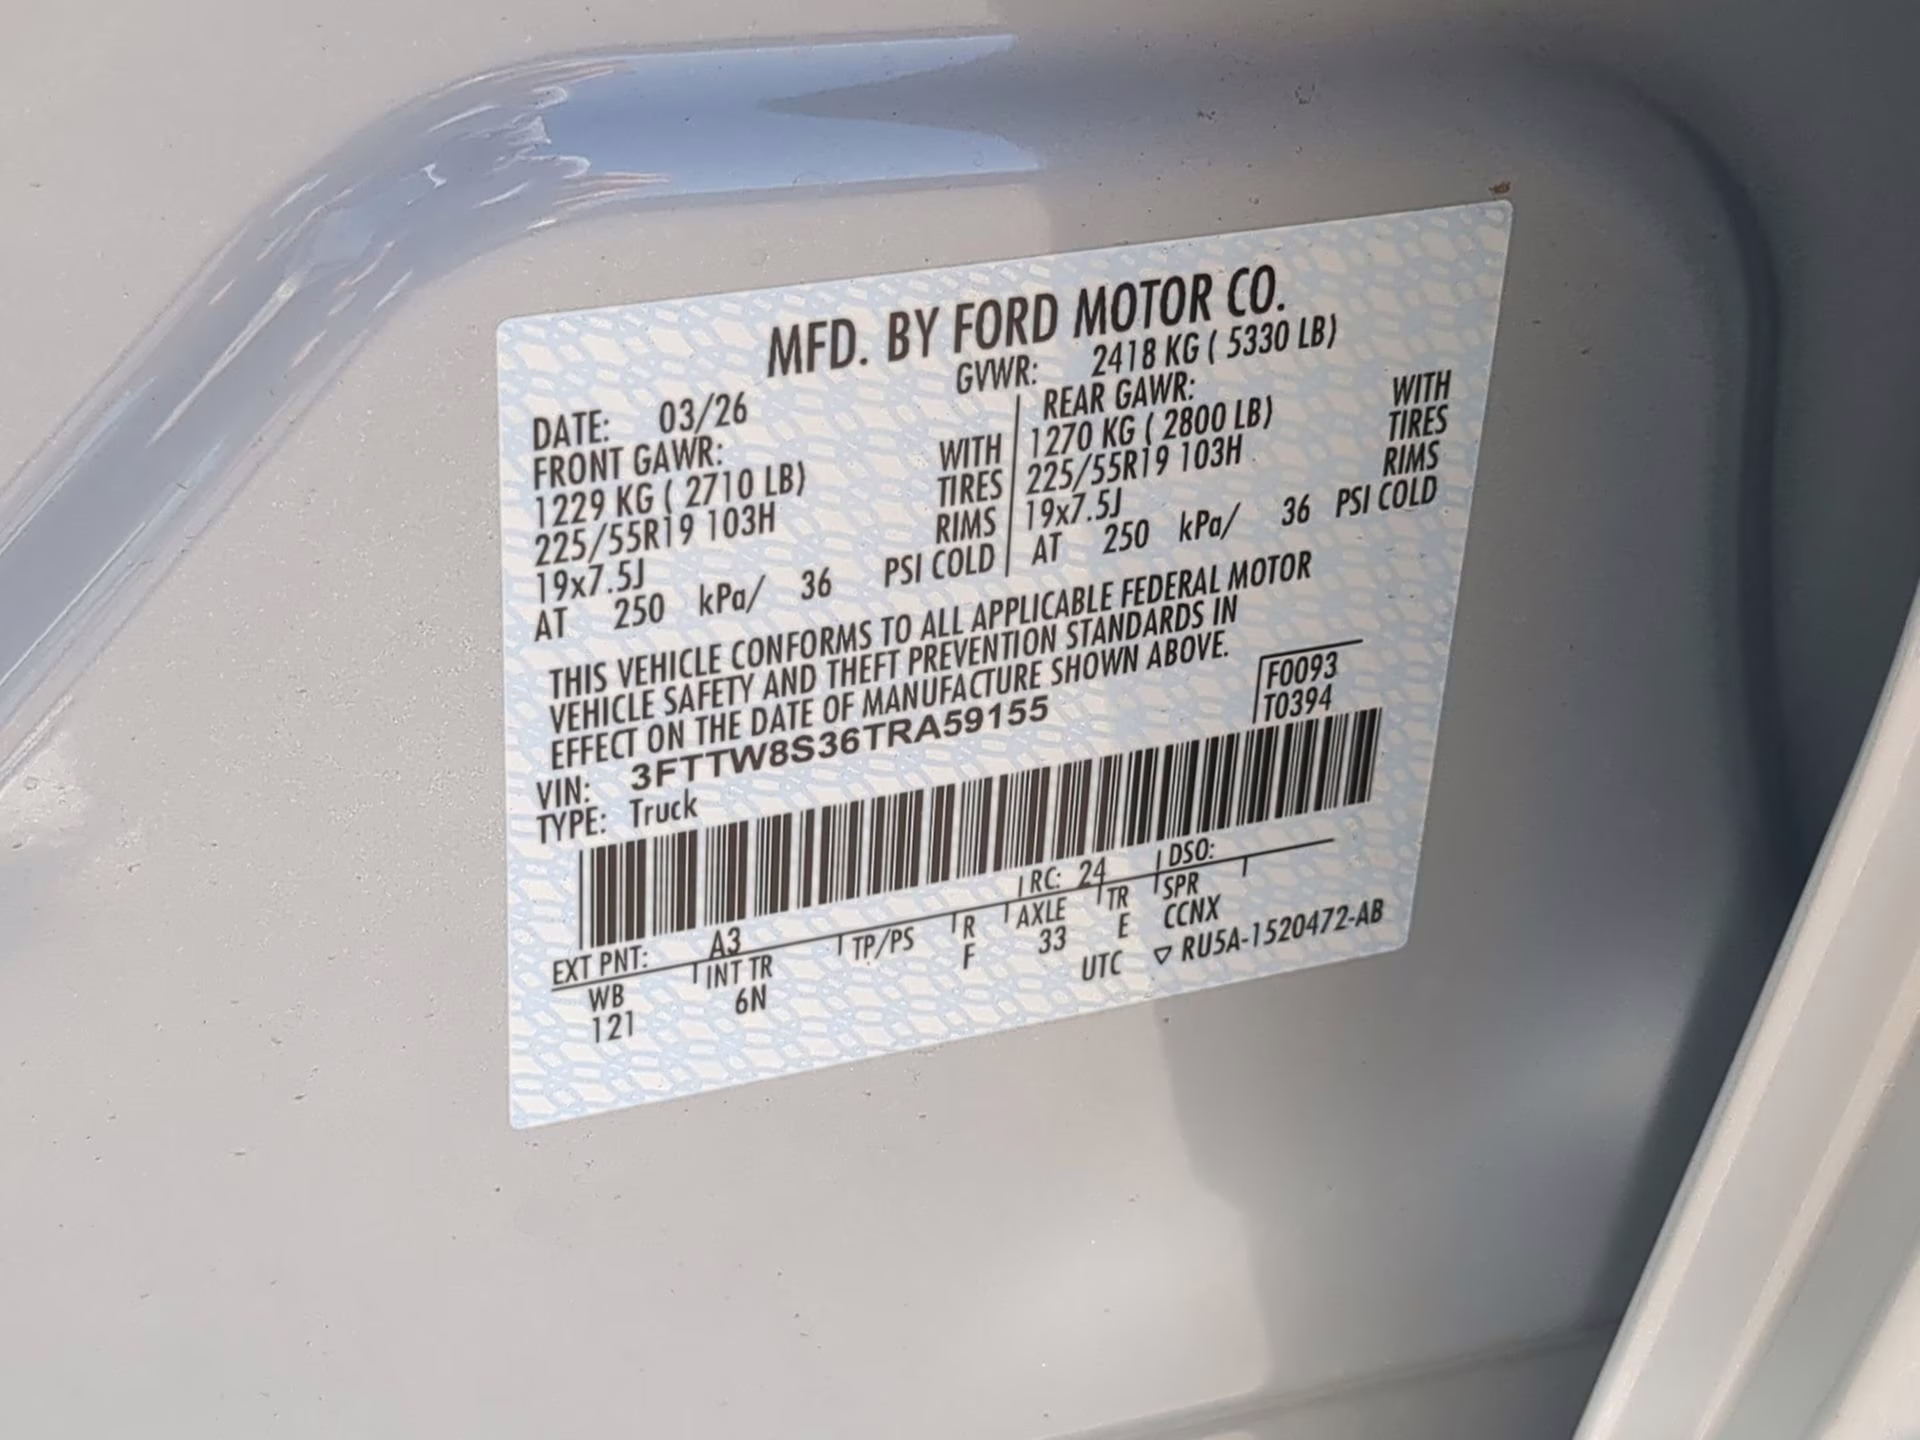 MFD. BY FORD MOTOR CO.
DATE: 03/26 GVWR: 2418 KG ( 5330 LB)
FRONT GAWR:
1229 KG ( 2710 LB) WITH
225/55R19 103H TIRES
19x7.5J RIMS
AT 250 kPa/ 36 PSI COLD
REAR GAWR:
1270 KG ( 2800 LB) WITH
225/55R19 103H TIRES
19x7.5J RIMS
AT 250 kPa/ 36 PSI COLD
THIS VEHICLE CONFORMS TO ALL APPLICABLE FEDERAL MOTOR
VEHICLE SAFETY AND THEFT PREVENTION STANDARDS IN
EFFECT ON THE DATE OF MANUFACTURE SHOWN ABOVE.
VIN: 3FTTW8S36TRA59155
TYPE: Truck
F0093
T0394
EXT PNT: A3 RC: 24 DSO:
WB INT TR TP/PS R AXLE TR SPR
121 6N F 33 E CCNX
UTC ▽ RU5A-1520472-AB